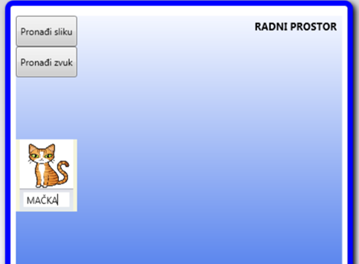 Pronađi sliku
RADNI PROSTOR
Pronađi zvuk
MAČKA